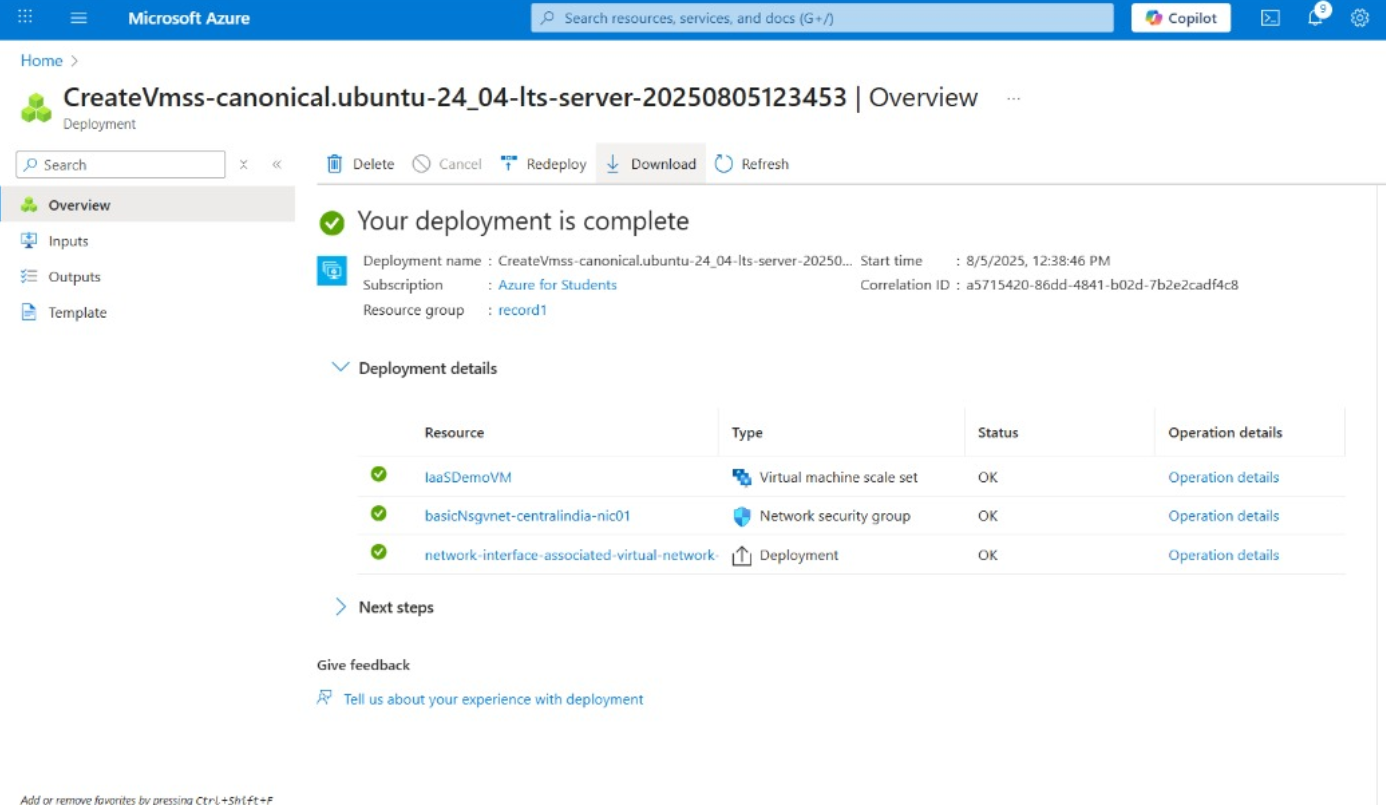 Microsoft Azure
Search resources, services, and docs (G+/)
Copilot
9
Home >
CreateVmss-canonical.ubuntu-24_04-lts-server-20250805123453 | Overview ...
Deployment
Search
Delete Cancel Redeploy Download Refresh
Overview
Inputs
Outputs
Template
Your deployment is complete
Deployment name : CreateVmss-canonical.ubuntu-24_04-lts-server-20250... Start time : 8/5/2025, 12:38:46 PM
Subscription : Azure for Students Correlation ID : a5715420-86dd-4841-b02d-7b2e2cadf4c8
Resource group : record1
Deployment details
Resource Type Status Operation details
IaaSDemoVM Virtual machine scale set OK Operation details
basicNsgvnet-centralindia-nic01 Network security group OK Operation details
network-interface-associated-virtual-network- Deployment OK Operation details
Next steps
Give feedback
Tell us about your experience with deployment
Add or remove favorites by pressing Ctrl+Shift+F